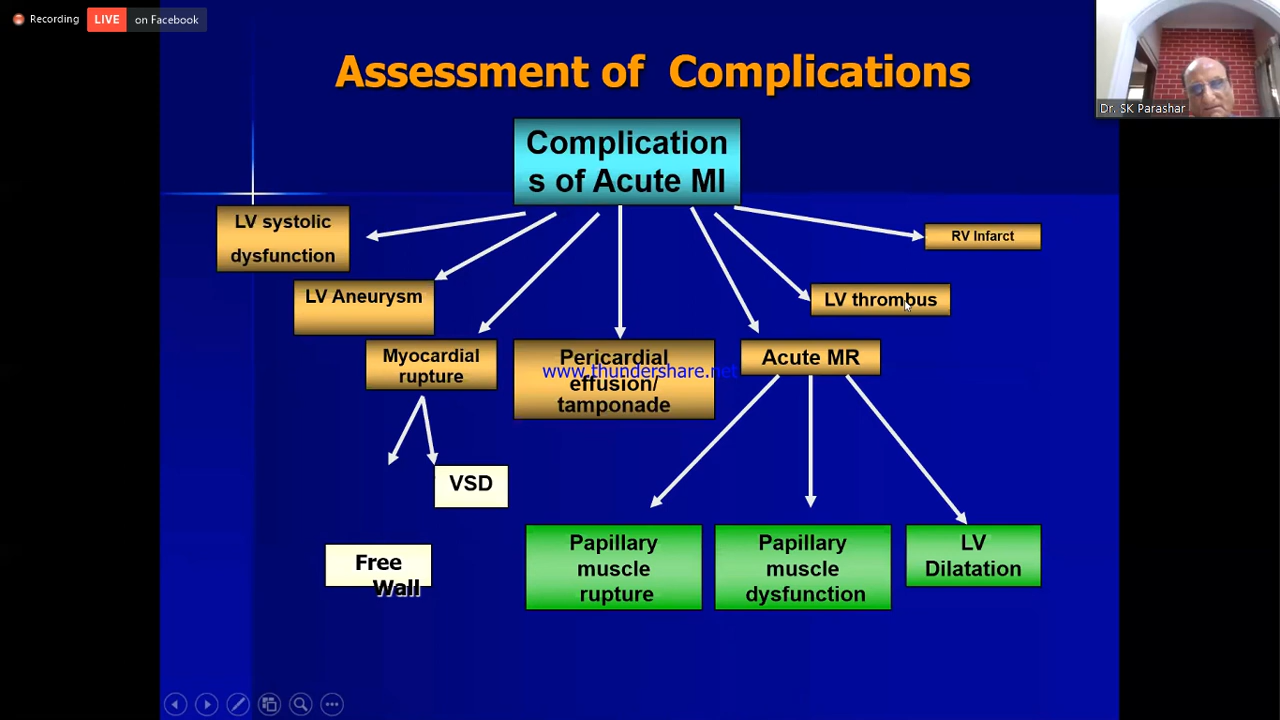 Recording
LIVE
on Facebook
Assessment of Complications
Dr. SK Parashar
Complication
s of Acute MI
LV systolic
dysfunction
RV Infarct
LV Aneurysm
LV thrombus
Myocardial
rupture
Pericardial
effusion/
tamponade
www.thundershare.net
Acute MR
VSD
Free
Wall
Papillary
muscle
rupture
Papillary
muscle
dysfunction
LV
Dilatation